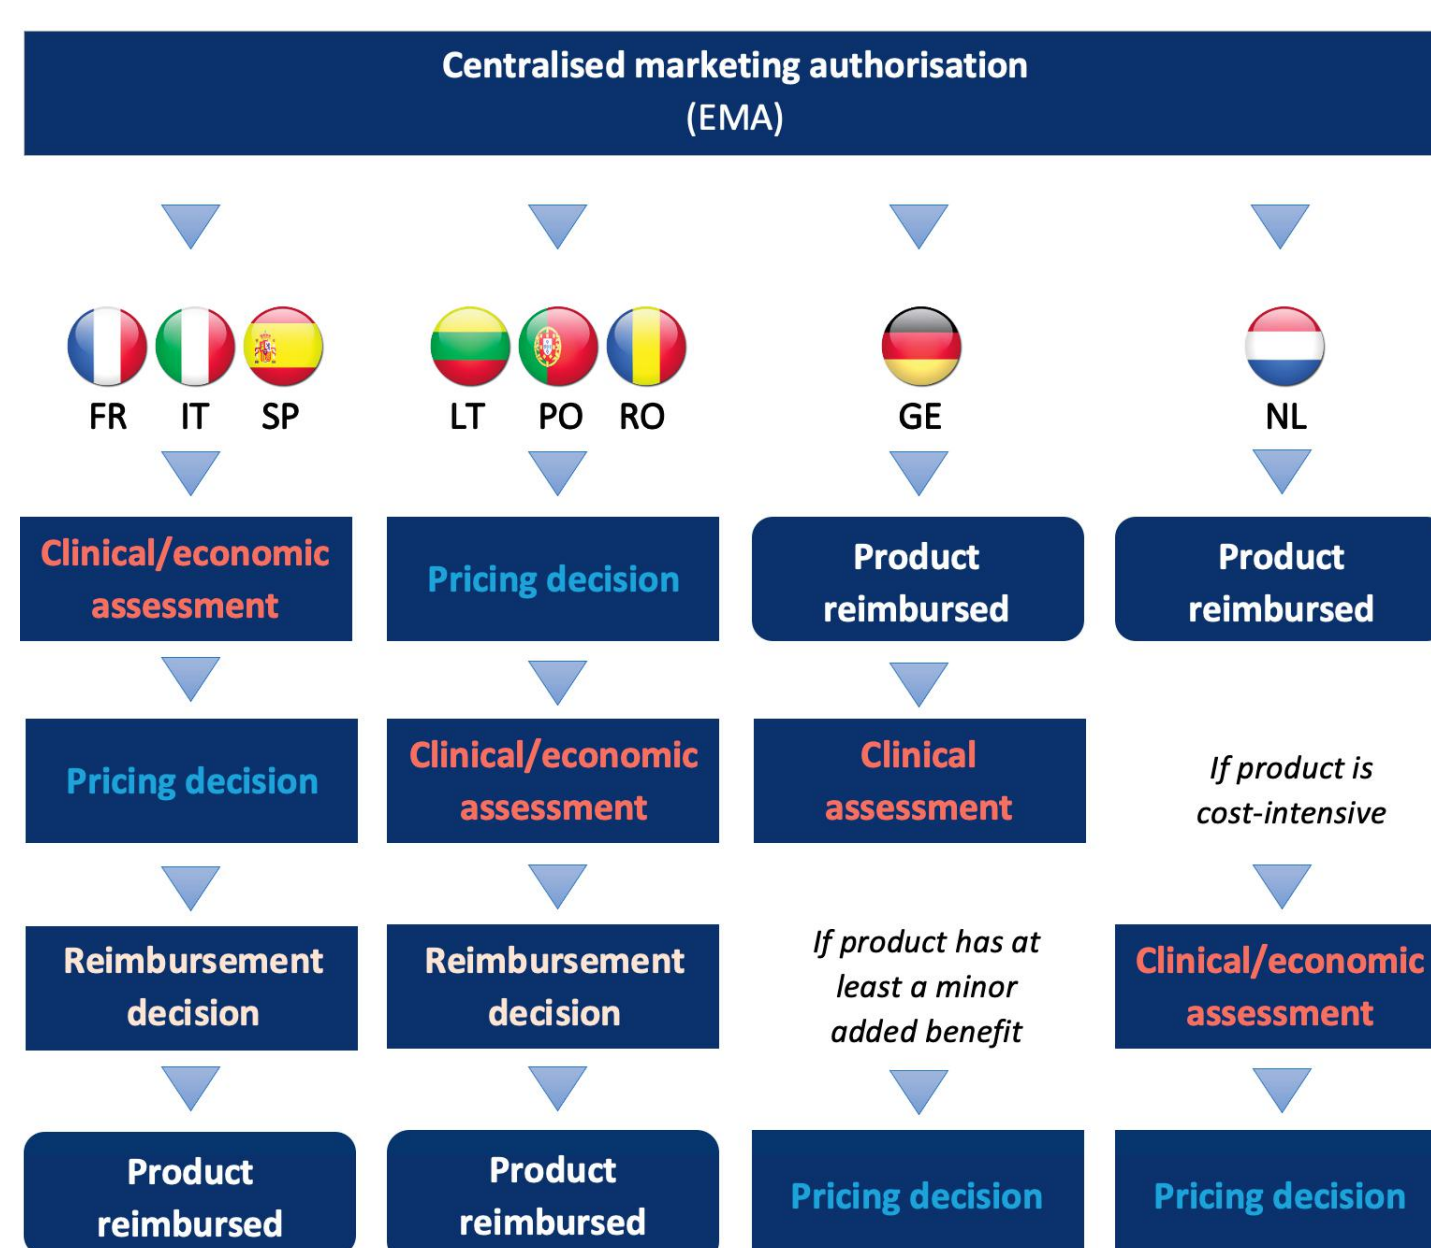 Centralised marketing authorisation
(EMA)
FR IT SP
LT PO RO
GE
NL
Clinical/economic
assessment
Pricing decision
Product
reimbursed
Product
reimbursed
Pricing decision
Clinical/economic
assessment
Clinical
assessment
If product is
cost-intensive
Reimbursement
decision
Reimbursement
decision
If product has at
least a minor
added benefit
Clinical/economic
assessment
Product
reimbursed
Product
reimbursed
Pricing decision
Pricing decision